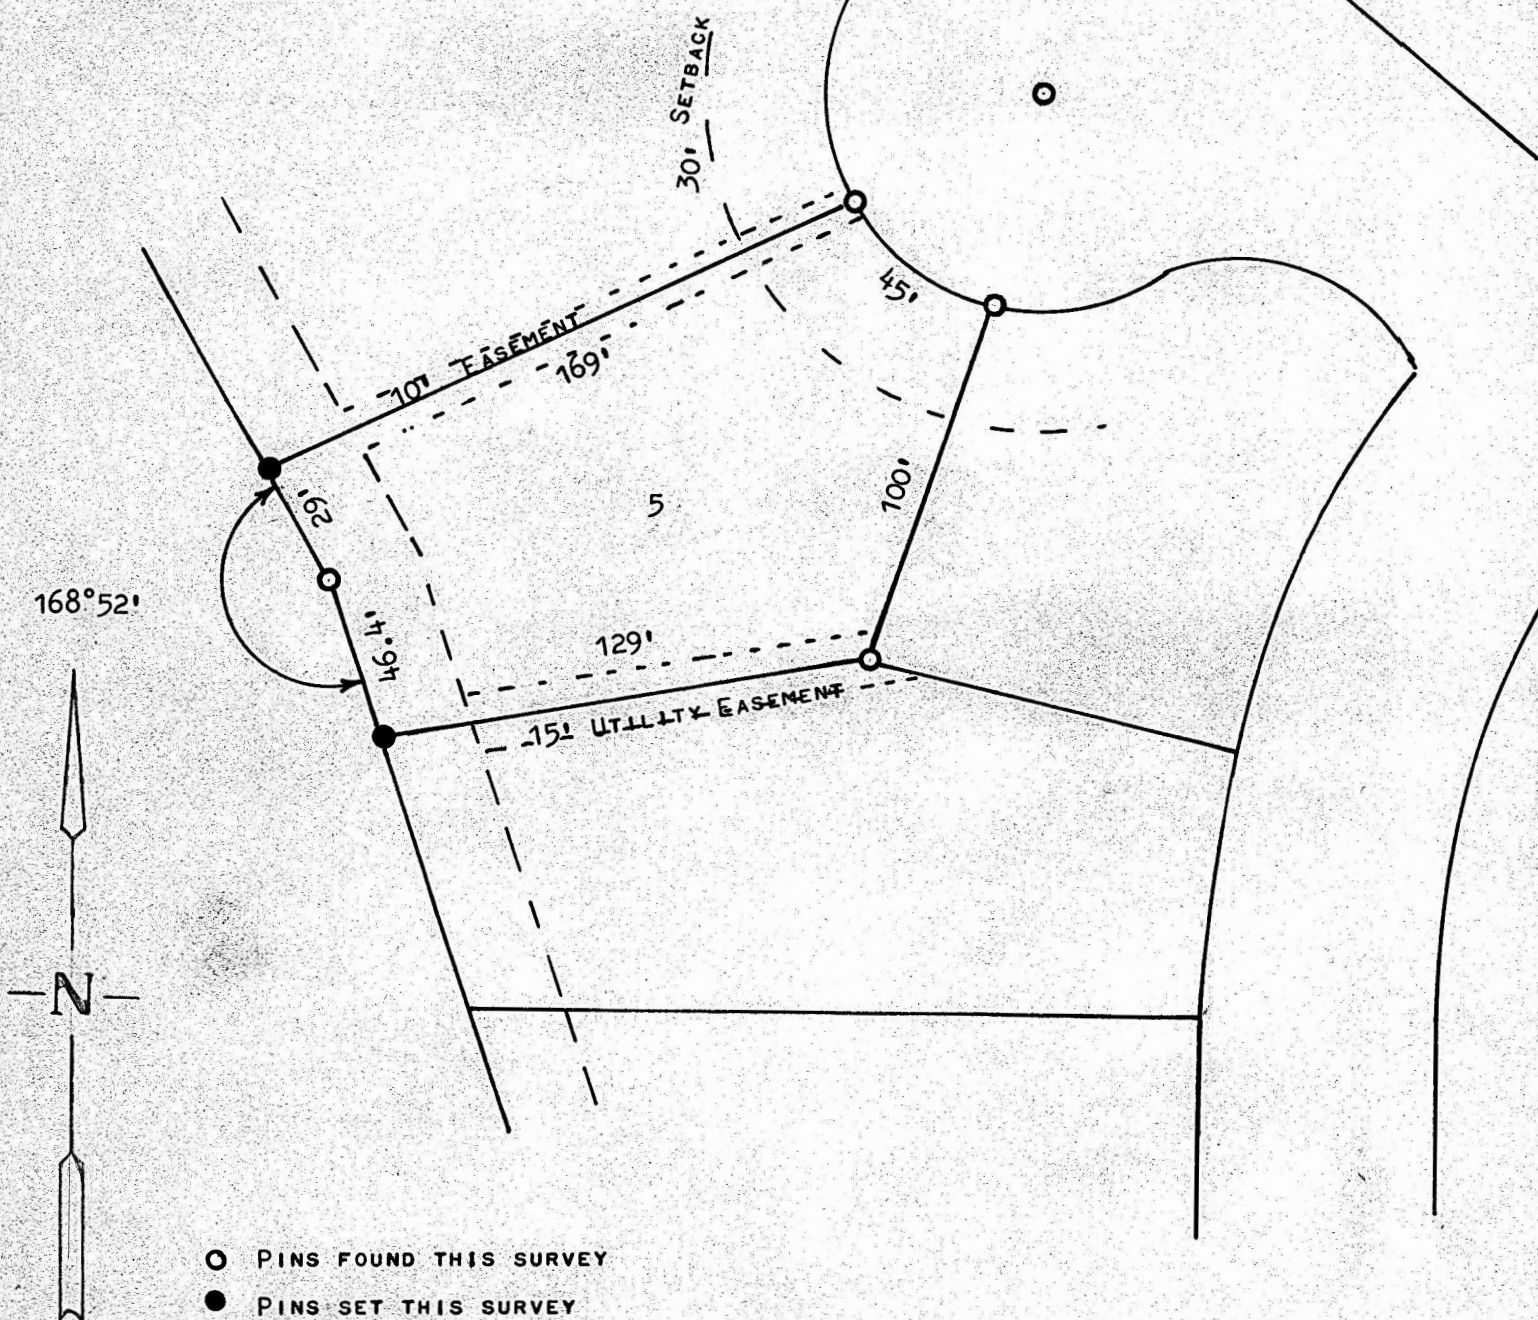 30' SETBACK
45'
10' EASEMENT
169'
29'
5
100'
168°52'
46.4'
129'
15' UTILITY EASEMENT
N
PINS FOUND THIS SURVEY
PINS SET THIS SURVEY